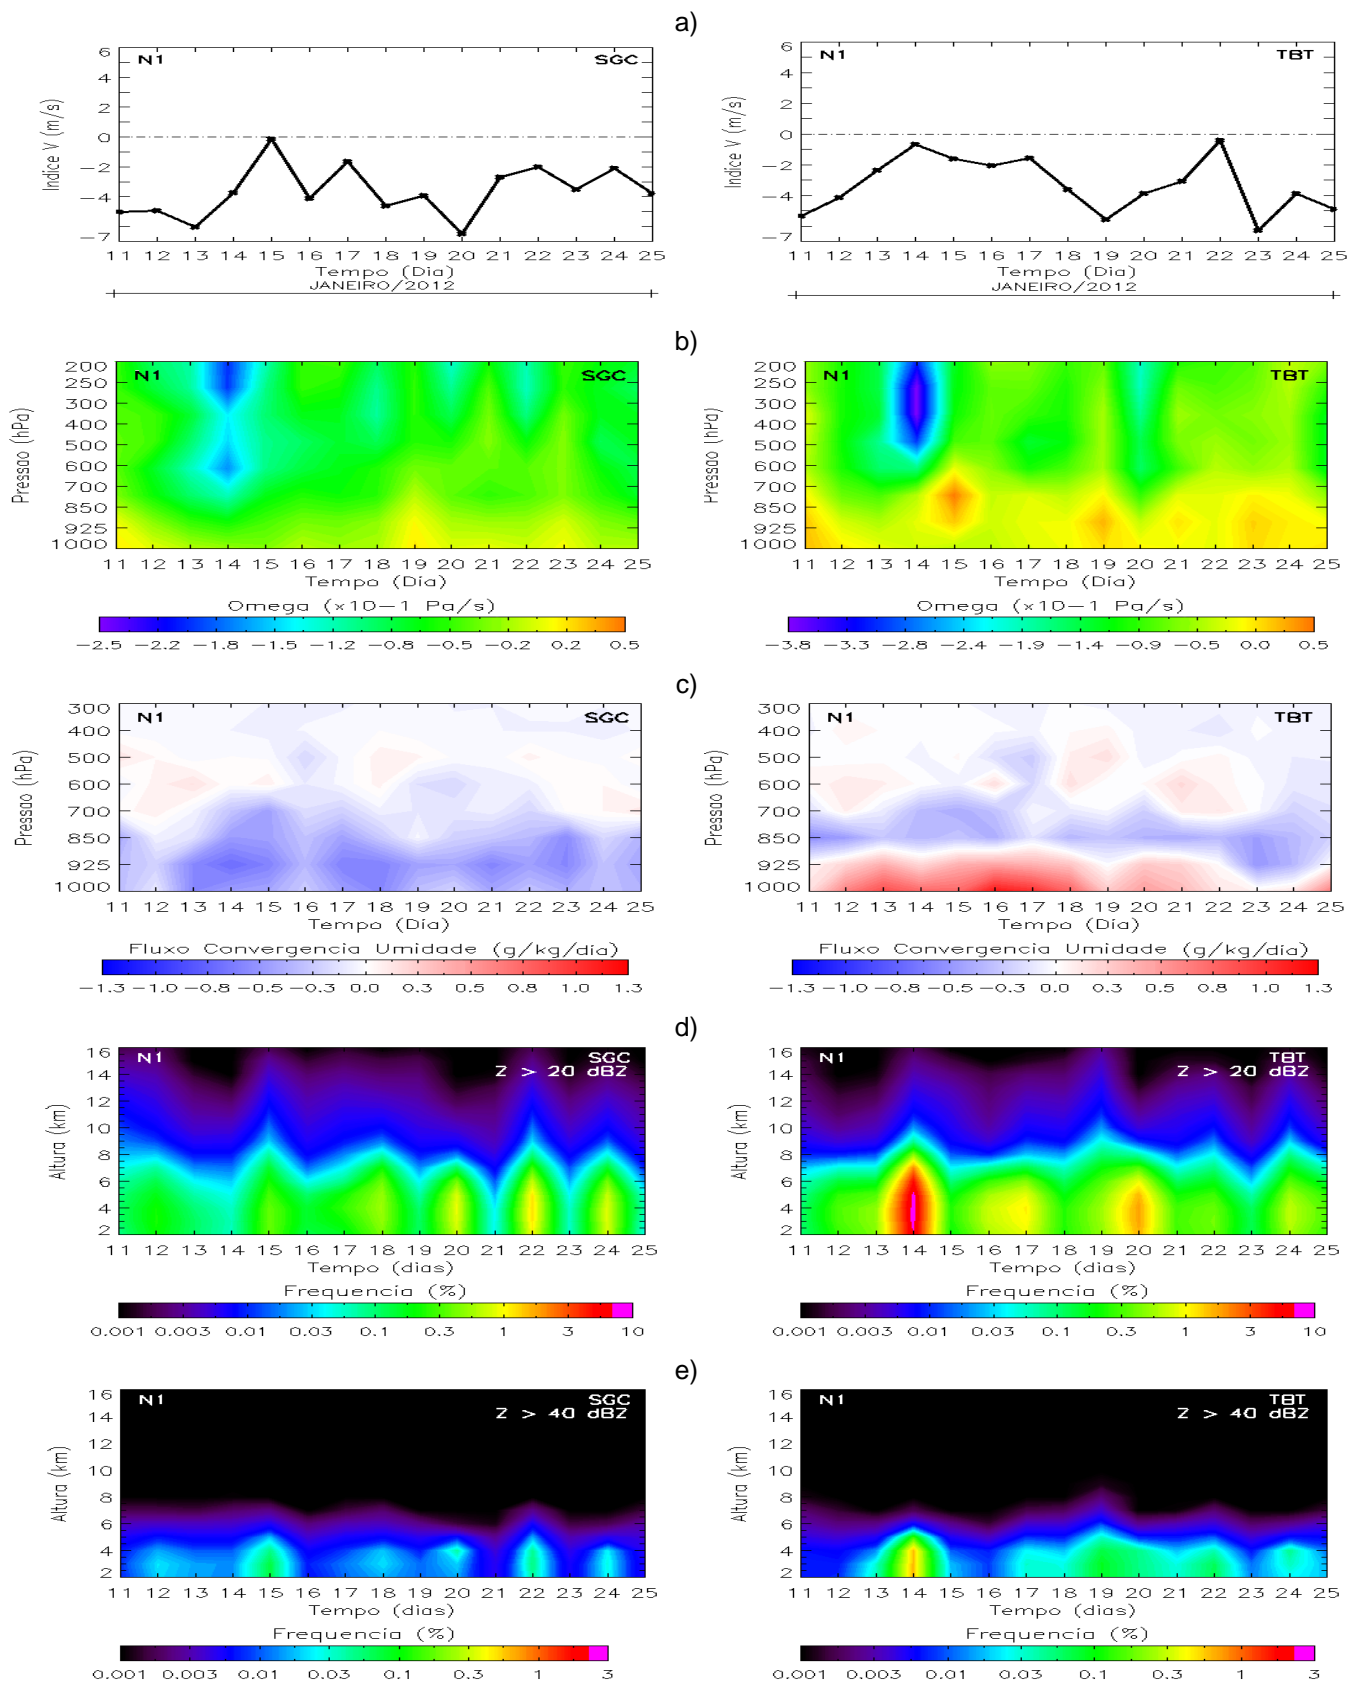 a)
N1 SGC
6
4
2
0
−2
−4
−7
Indice V (m/s)
11 12 13 14 15 16 17 18 19 20 21 22 23 24 25
Tempo (Dia)
JANEIRO/2012
N1 TBT
6
4
2
0
−2
−4
−7
Indice V (m/s)
11 12 13 14 15 16 17 18 19 20 21 22 23 24 25
Tempo (Dia)
JANEIRO/2012
b)
N1 SGC
200
250
300
400
500
600
700
850
925
1000
Pressao (hPa)
11 12 13 14 15 16 17 18 19 20 21 22 23 24 25
Tempo (Dia)
Omega (×10−1 Pa/s)
−2.5 −2.2 −1.8 −1.5 −1.2 −0.9 −0.5 −0.2 0.2 0.5
N1 TBT
200
250
300
400
500
600
700
850
925
1000
Pressao (hPa)
11 12 13 14 15 16 17 18 19 20 21 22 23 24 25
Tempo (Dia)
Omega (×10−1 Pa/s)
−3.8 −3.3 −2.8 −2.4 −1.9 −1.4 −0.9 −0.5 0.0 0.5
c)
N1 SGC
300
400
500
600
700
850
925
1000
Pressao (hPa)
11 12 13 14 15 16 17 18 19 20 21 22 23 24 25
Tempo (Dia)
Fluxo Convergencia Umidade (g/kg/dia)
−1.3 −1.0 −0.8 −0.5 −0.3 0.0 0.3 0.5 0.8 1.0 1.3
N1 TBT
300
400
500
600
700
850
925
1000
Pressao (hPa)
11 12 13 14 15 16 17 18 19 20 21 22 23 24 25
Tempo (Dia)
Fluxo Convergencia Umidade (g/kg/dia)
−1.3 −1.0 −0.8 −0.5 −0.3 0.0 0.3 0.5 0.8 1.0 1.3
d)
N1 SGC
Z > 20 dBZ
16
14
12
10
8
6
4
2
Altura (km)
11 12 13 14 15 16 17 18 19 20 21 22 23 24 25
Tempo (dias)
Frequencia (%)
0.001 0.003 0.01 0.03 0.1 0.3 1 3 10
N1 TBT
Z > 20 dBZ
16
14
12
10
8
6
4
2
Altura (km)
11 12 13 14 15 16 17 18 19 20 21 22 23 24 25
Tempo (dias)
Frequencia (%)
0.001 0.003 0.01 0.03 0.1 0.3 1 3 10
e)
N1 SGC
Z > 40 dBZ
16
14
12
10
8
6
4
2
Altura (km)
11 12 13 14 15 16 17 18 19 20 21 22 23 24 25
Tempo (dias)
Frequencia (%)
0.001 0.003 0.01 0.03 0.1 0.3 1 3
N1 TBT
Z > 40 dBZ
16
14
12
10
8
6
4
2
Altura (km)
11 12 13 14 15 16 17 18 19 20 21 22 23 24 25
Tempo (dias)
Frequencia (%)
0.001 0.003 0.01 0.03 0.1 0.3 1 3